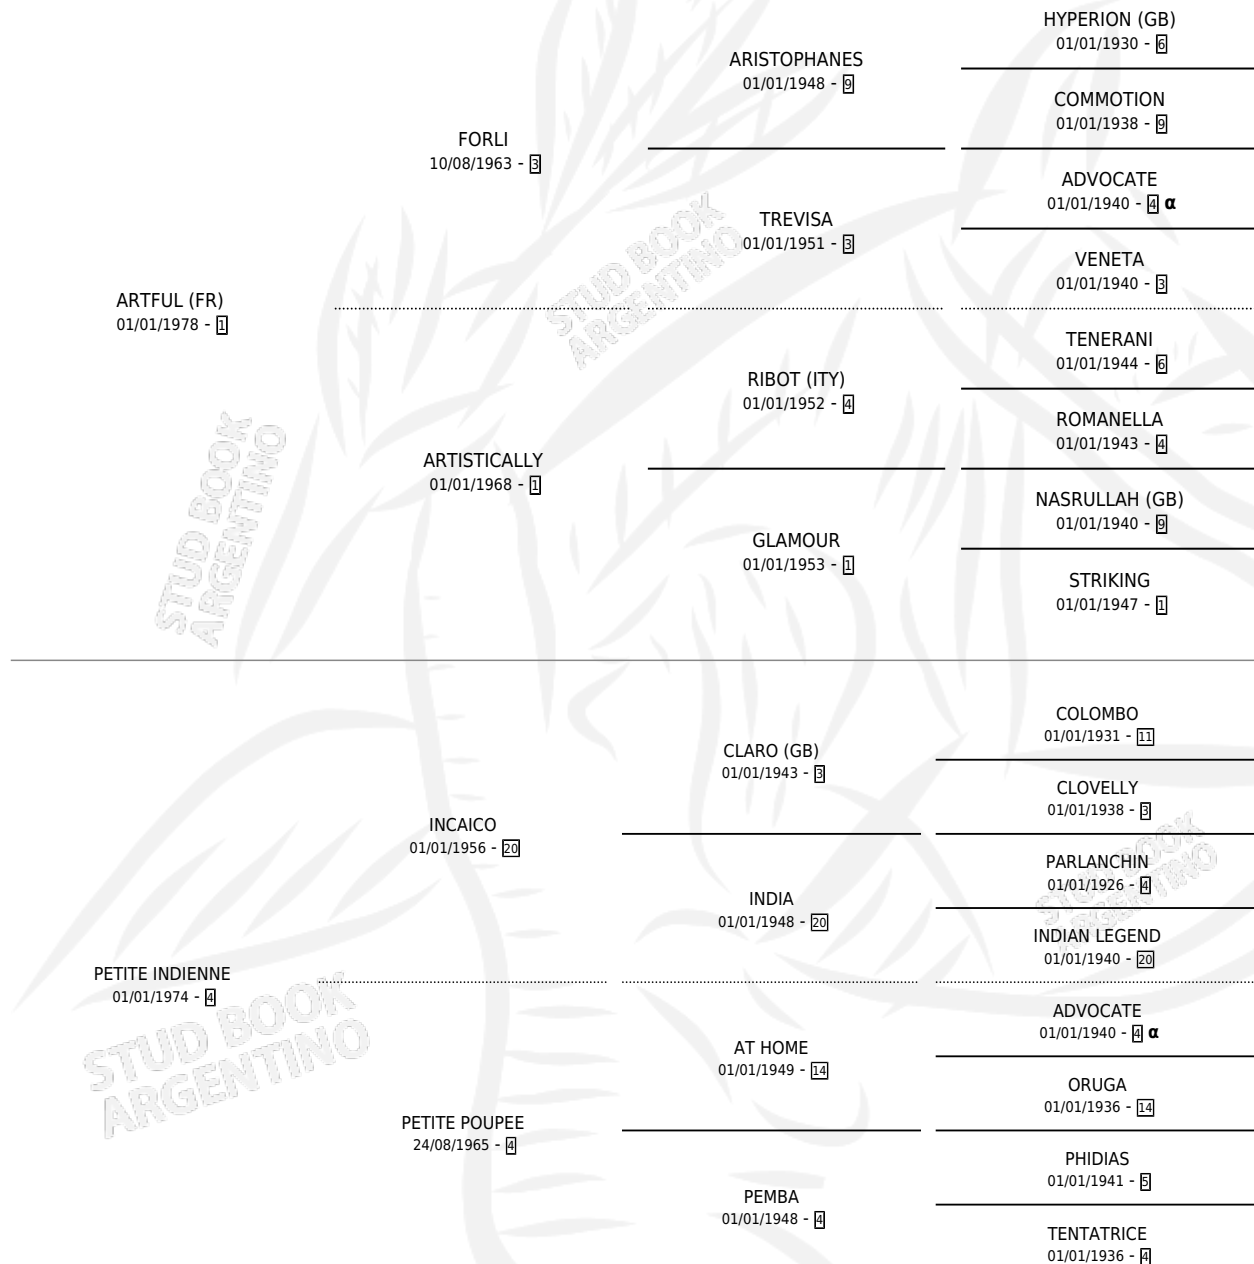 HYPERION (GB)
01/01/1930 - 6
ARISTOPHANES
01/01/1948 - 9
COMMOTION
01/01/1938 - 9
FORLI
10/08/1963 - 3
ADVOCATE
01/01/1940 - 4 α
TREVISA
01/01/1951 - 3
VENETA
01/01/1940 - 3
ARTFUL (FR)
01/01/1978 - 1
TENERANI
01/01/1944 - 6
RIBOT (ITY)
01/01/1952 - 4
ROMANELLA
01/01/1943 - 4
ARTISTICALLY
01/01/1968 - 1
NASRULLAH (GB)
01/01/1940 - 9
GLAMOUR
01/01/1953 - 1
STRIKING
01/01/1947 - 1
COLOMBO
01/01/1931 - 11
CLARO (GB)
01/01/1943 - 3
CLOVELLY
01/01/1938 - 3
INCAICO
01/01/1956 - 20
PARLANCHIN
01/01/1926 - 4
INDIA
01/01/1948 - 20
INDIAN LEGEND
01/01/1940 - 20
PETITE INDIENNE
01/01/1974 - 4
ADVOCATE
01/01/1940 - 4 α
AT HOME
01/01/1949 - 14
ORUGA
01/01/1936 - 14
PETITE POUPEE
24/08/1965 - 4
PHIDIAS
01/01/1941 - 5
PEMBA
01/01/1948 - 4
TENTATRICE
01/01/1936 - 4
STUD BOOK
ARGENTINO
STUD BOOK
ARGENTINO
STUD BOOK
ARGENTINO
STUD BOOK
ARGENTINO